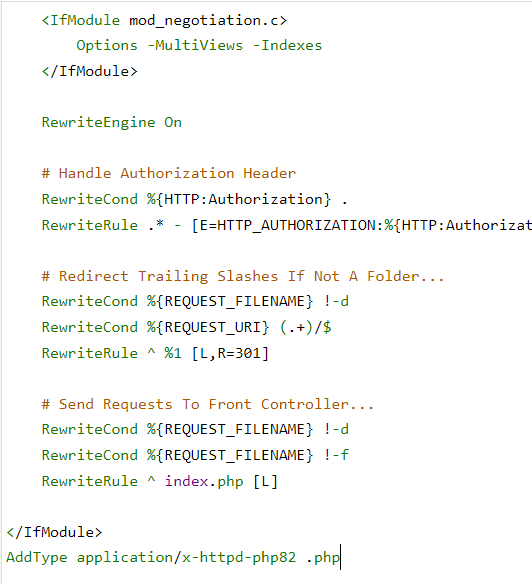 <IfModule mod_negotiation.c>
Options -MultiViews -Indexes
</IfModule>
RewriteEngine On
# Handle Authorization Header
RewriteCond %{HTTP:Authorization} .
RewriteRule .* - [E=HTTP_AUTHORIZATION:%{HTTP:Authorizat
# Redirect Trailing Slashes If Not A Folder...
RewriteCond %{REQUEST_FILENAME} !-d
RewriteCond %{REQUEST_URI} (.+)/$
RewriteRule ^ %1 [L,R=301]
# Send Requests To Front Controller...
RewriteCond %{REQUEST_FILENAME} !-d
RewriteCond %{REQUEST_FILENAME} !-f
RewriteRule ^ index.php [L]
</IfModule>
AddType application/x-httpd-php82 .php